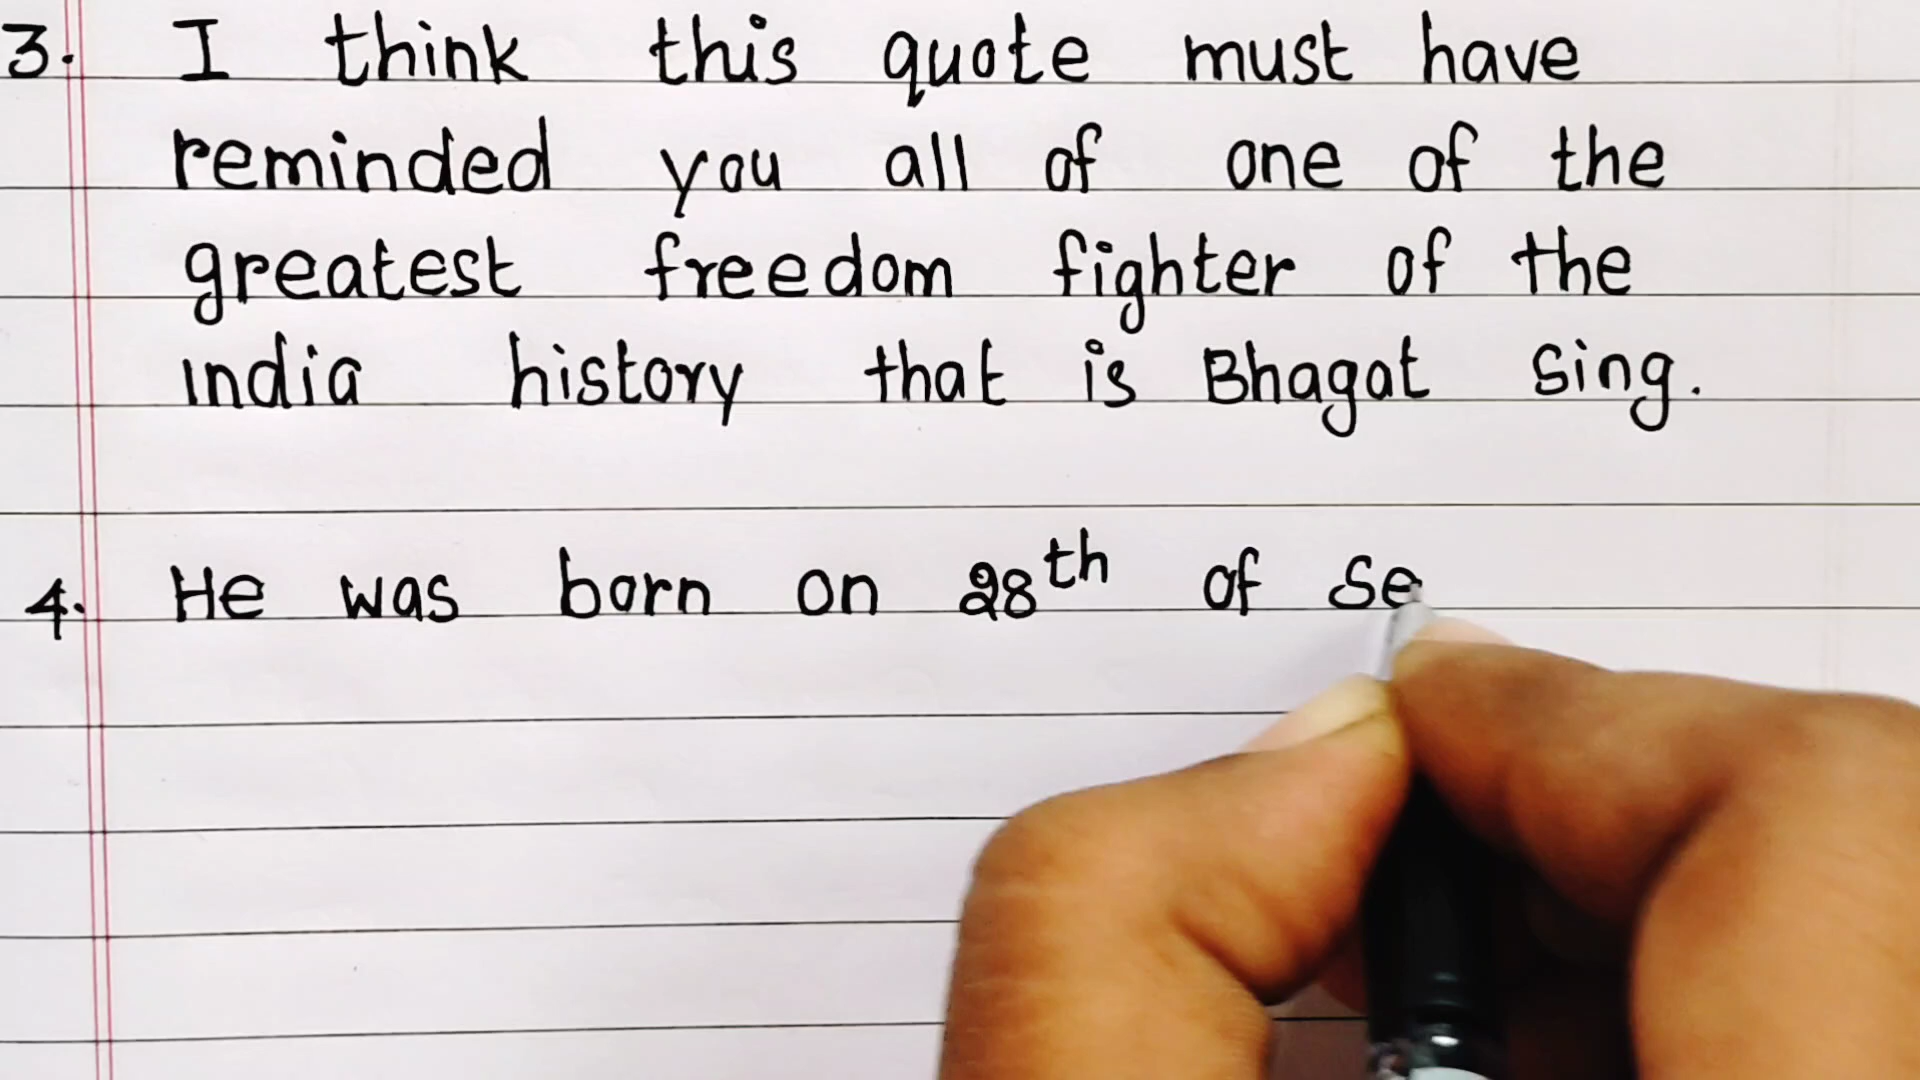 3. I think this quote must have
reminded you all of one of the
greatest freedom fighter of the
india history that is Bhagat Sing.
4. He was born on 28th of Se